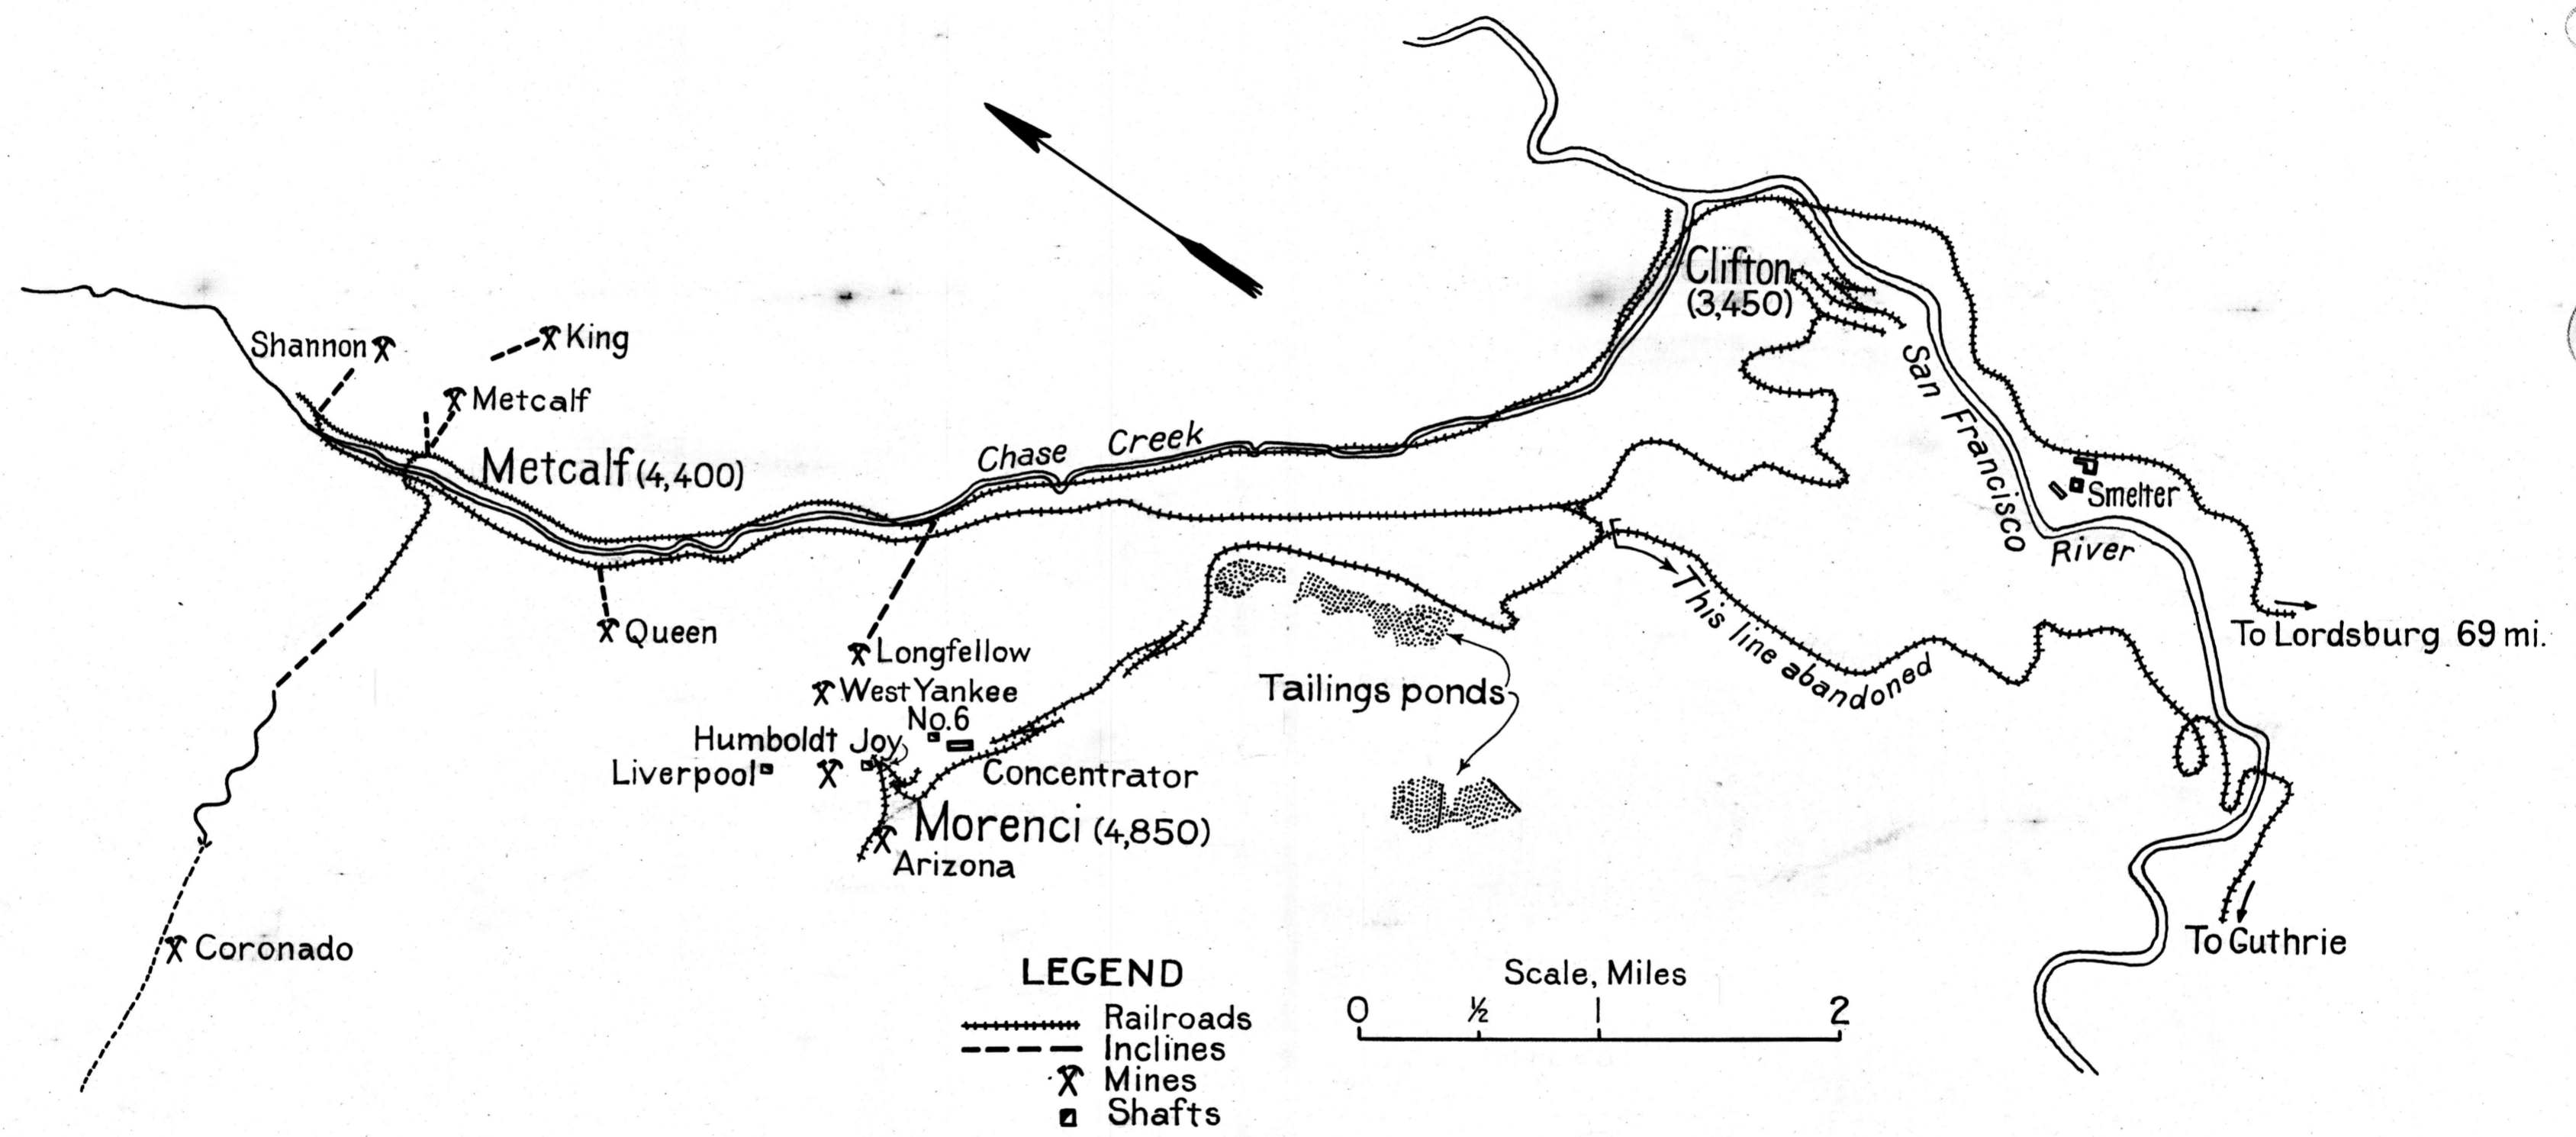 Clifton
(3,450)
Shannon
King
Metcalf
Metcalf (4,400)
Chase Creek
San Francisco River
Smelter
Queen
Longfellow
West Yankee
No.6
Humboldt Joy
Liverpool
Concentrator
Morenci (4,850)
Arizona
Coronado
Tailings ponds
This line abandoned
To Lordsburg 69 mi.
To Guthrie
LEGEND
Railroads
Inclines
Mines
Shafts
Scale, Miles
0 ½ 1 2